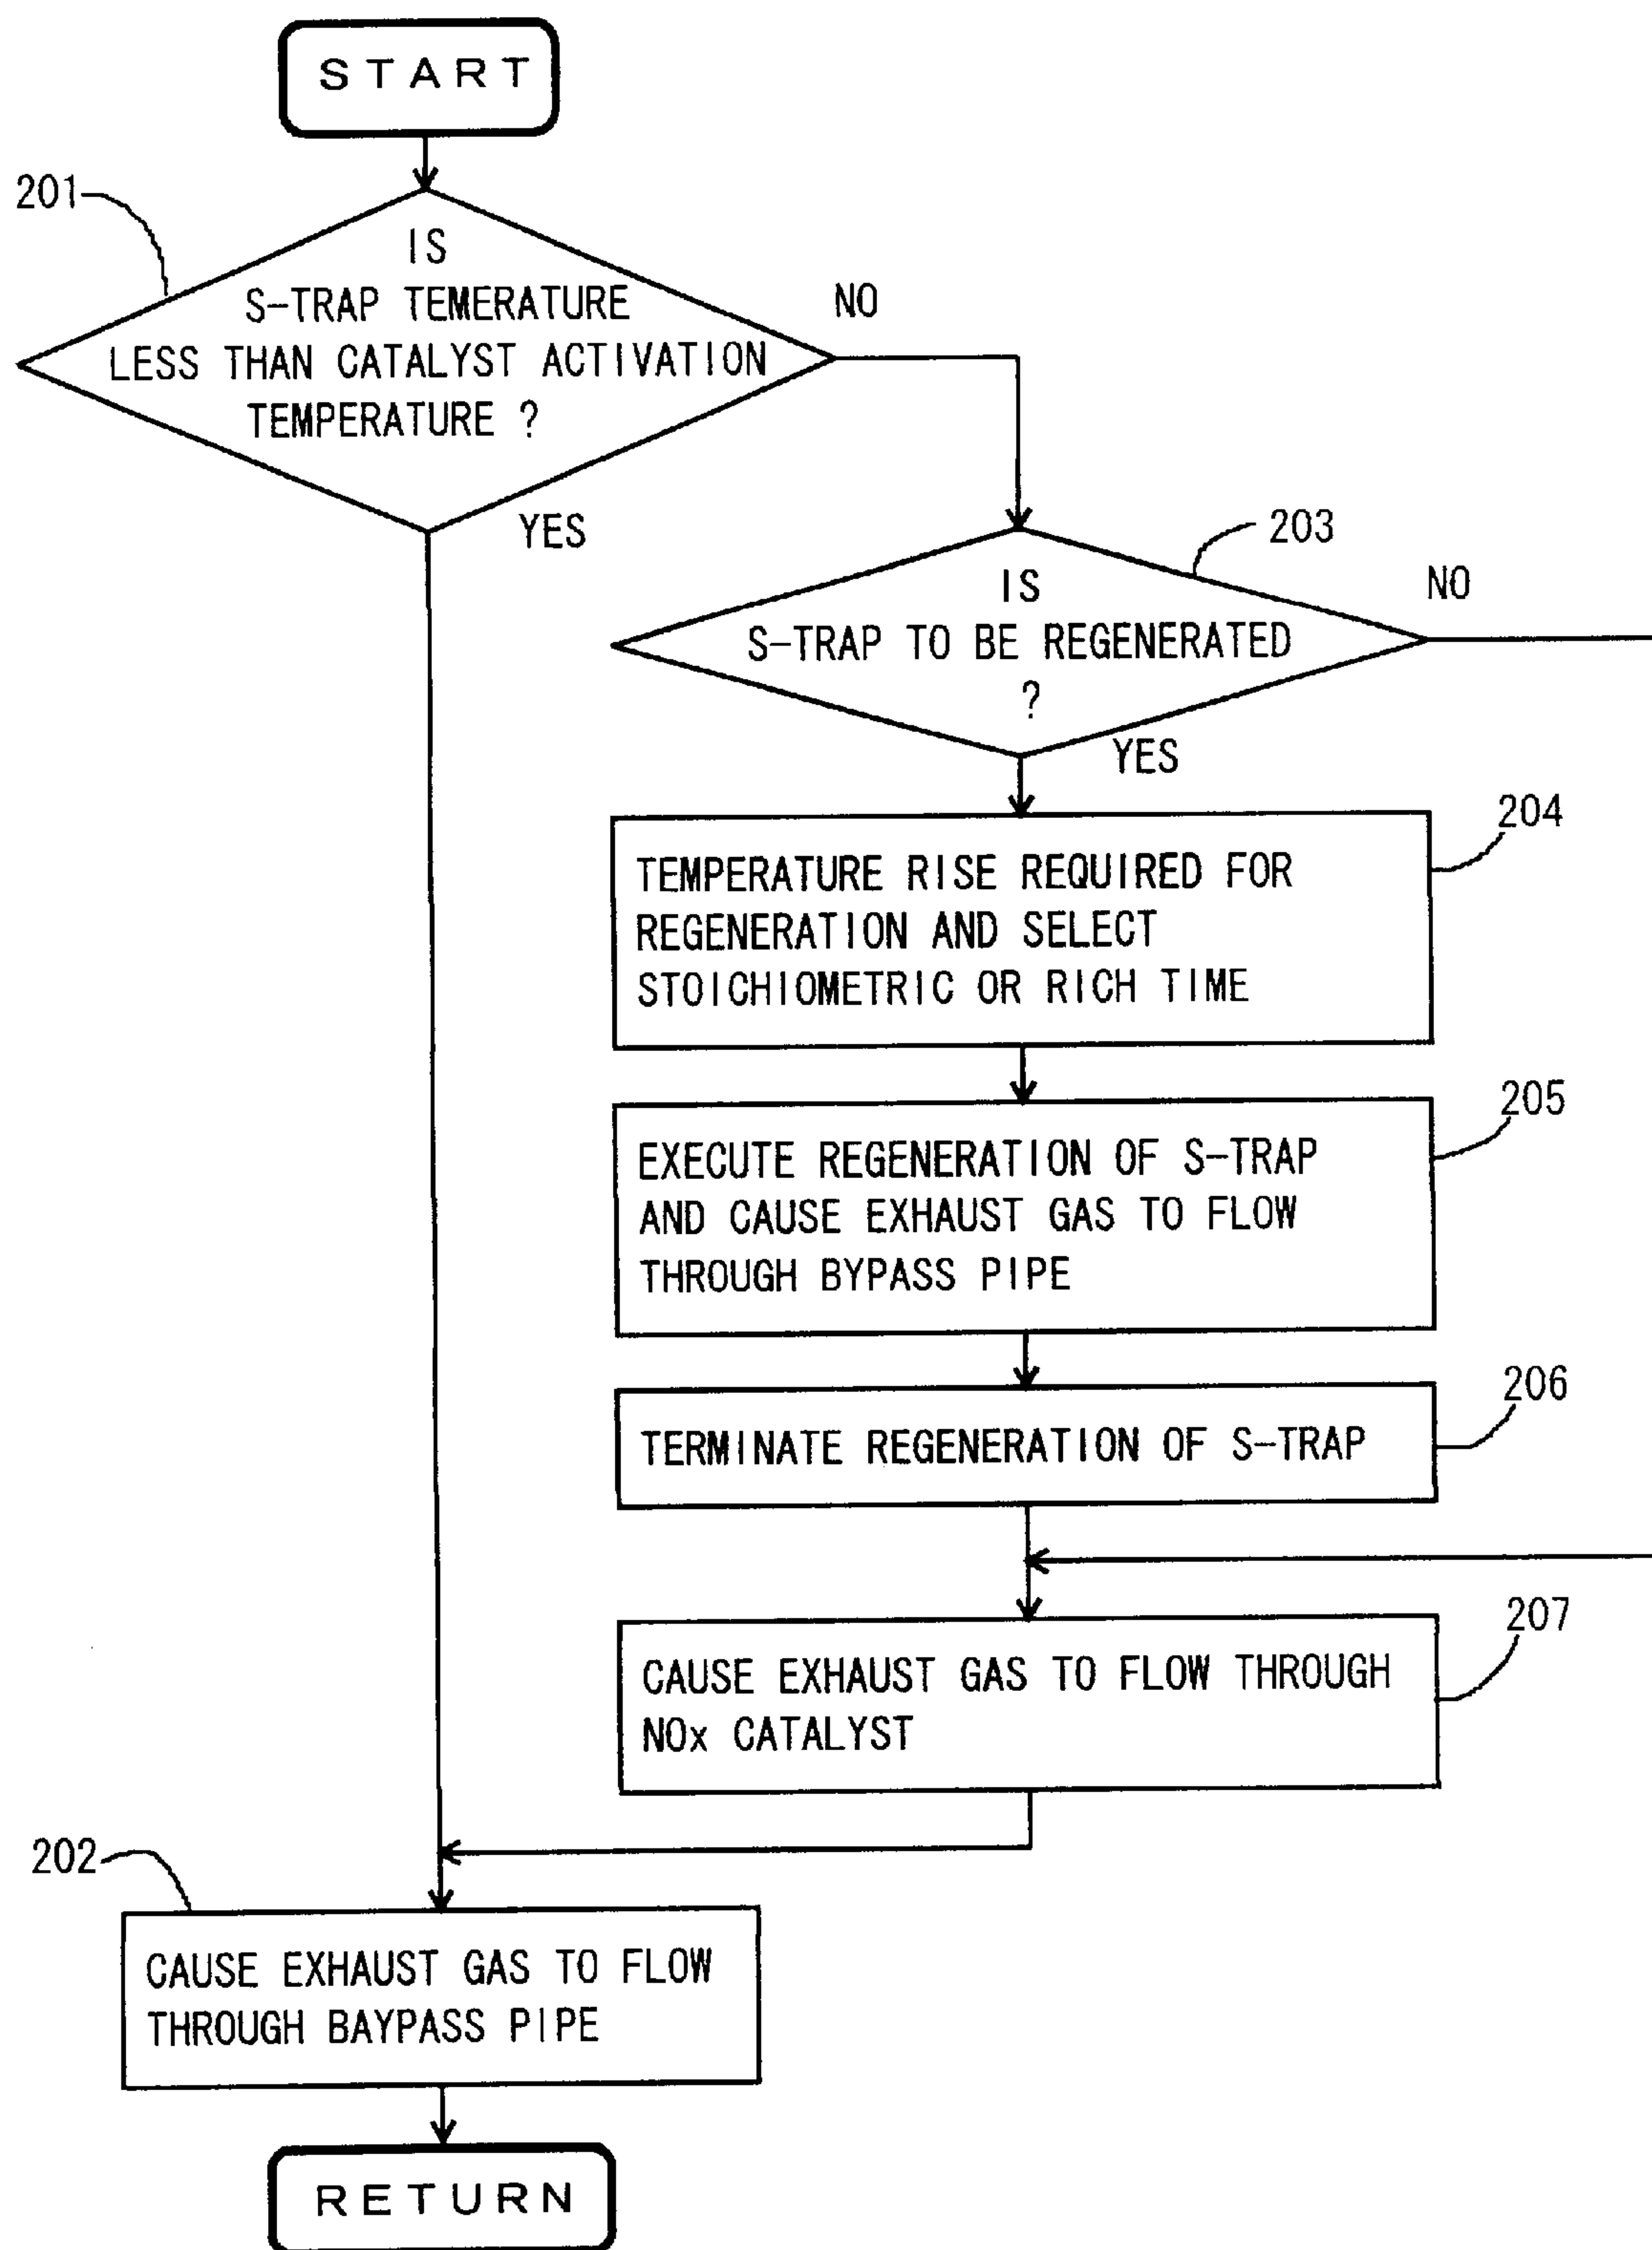 START
201
IS
S-TRAP TEMERATURE
LESS THAN CATALYST ACTIVATION
TEMPERATURE ?
NO
YES
203
IS
S-TRAP TO BE REGENERATED
?
NO
YES
204
TEMPERATURE RISE REQUIRED FOR
REGENERATION AND SELECT
STOICHIOMETRIC OR RICH TIME
205
EXECUTE REGENERATION OF S-TRAP
AND CAUSE EXHAUST GAS TO FLOW
THROUGH BYPASS PIPE
206
TERMINATE REGENERATION OF S-TRAP
207
CAUSE EXHAUST GAS TO FLOW THROUGH
NOx CATALYST
202
CAUSE EXHAUST GAS TO FLOW
THROUGH BAYPASS PIPE
RETURN